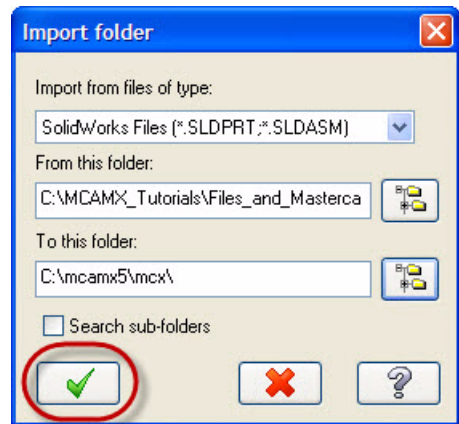 Import folder
Import from files of type:
SolidWorks Files (*.SLDPRT;*.SLDASM)
From this folder:
C:\MCAMX_Tutorials\Files_and_Masterca
To this folder:
C:\mcamx5\mcx\
Search sub-folders